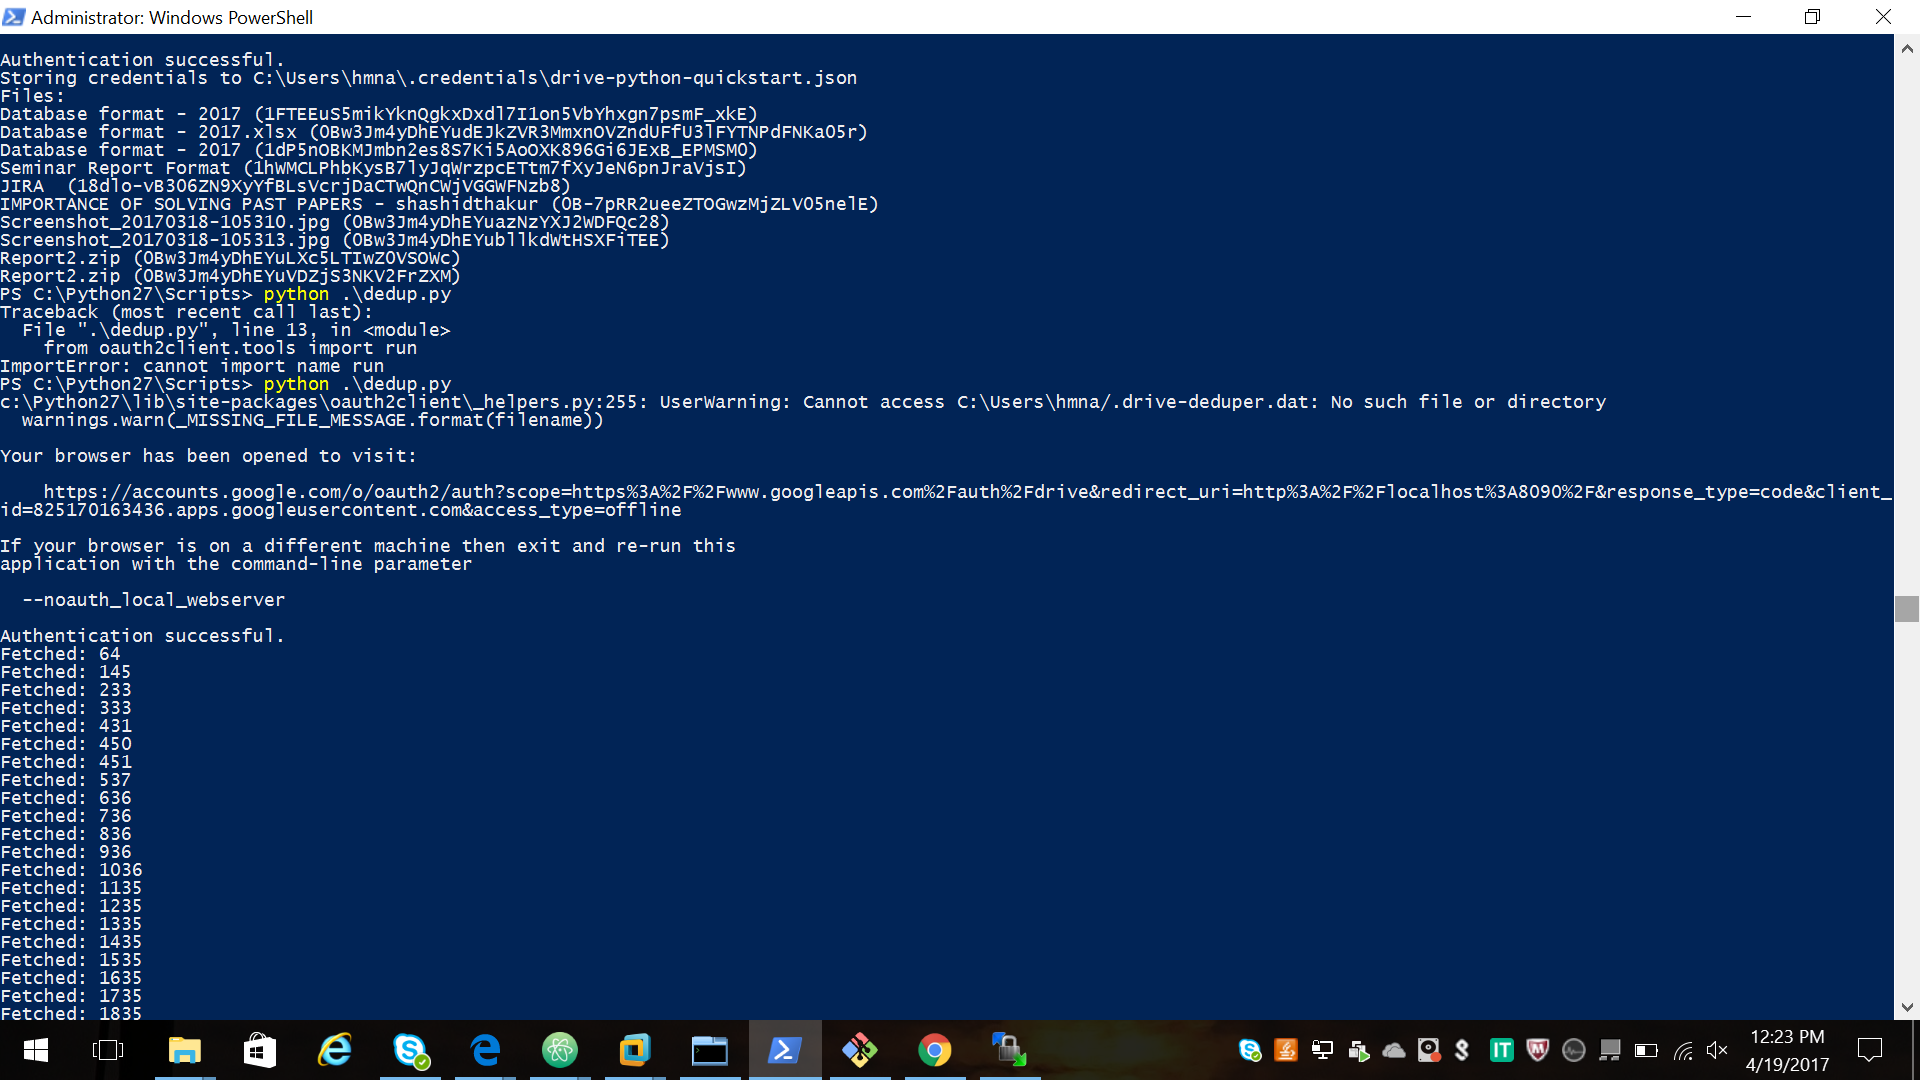 Administrator: Windows PowerShell
Authentication successful.
Storing credentials to C:\Users\hmna\.credentials\drive-python-quickstart.json
Files:
Database format - 2017 (1FTEEuS5mikYknQgkxDxdl7I1on5VbYhxgn7psmF_xkE)
Database format - 2017.xlsx (0Bw3Jm4yDhEYudEJkZVR3MmxnOVZndUFfU3lFYTNPdFNKa05r)
Database format - 2017 (1dP5nOBKMJmbn2es8S7Ki5AoOXK896Gi6JExB_EPMSM0)
Seminar Report Format (1hWMCLPhbKysB7lyJqWrzpcETtm7fXyJeN6pnJraVjsI)
JIRA  (18dlo-vB3O6ZN9XyYfBLsVcrjDaCTwQnCWjVGGWFNzb8)
IMPORTANCE OF SOLVING PAST PAPERS - shashidthakur (0B-7pRR2ueeZTOGwzMjZLV05nelE)
Screenshot_20170318-105310.jpg (0Bw3Jm4yDhEYuazNzYXJ2WDFQc28)
Screenshot_20170318-105313.jpg (0Bw3Jm4yDhEYubllkdWtHSXFiTEE)
Report2.zip (0Bw3Jm4yDhEYuLXc5LTIwZ0VSOWc)
Report2.zip (0Bw3Jm4yDhEYuVDZjS3NKV2FrZXM)
PS C:\Python27\Scripts> python .\dedup.py
Traceback (most recent call last):
  File ".\dedup.py", line 13, in <module>
    from oauth2client.tools import run
ImportError: cannot import name run
PS C:\Python27\Scripts> python .\dedup.py
c:\Python27\lib\site-packages\oauth2client\_helpers.py:255: UserWarning: Cannot access C:\Users\hmna/.drive-deduper.dat: No such file or directory
  warnings.warn(_MISSING_FILE_MESSAGE.format(filename))
Your browser has been opened to visit:
    https://accounts.google.com/o/oauth2/auth?scope=https%3A%2F%2Fwww.googleapis.com%2Fauth%2Fdrive&redirect_uri=http%3A%2F%2Flocalhost%3A8090%2F&response_type=code&client_
id=825170163436.apps.googleusercontent.com&access_type=offline
If your browser is on a different machine then exit and re-run this
application with the command-line parameter
  --noauth_local_webserver
Authentication successful.
Fetched: 64
Fetched: 145
Fetched: 233
Fetched: 333
Fetched: 431
Fetched: 450
Fetched: 451
Fetched: 537
Fetched: 636
Fetched: 736
Fetched: 836
Fetched: 936
Fetched: 1036
Fetched: 1135
Fetched: 1235
Fetched: 1335
Fetched: 1435
Fetched: 1535
Fetched: 1635
Fetched: 1735
Fetched: 1835
IT
12:23 PM
4/19/2017